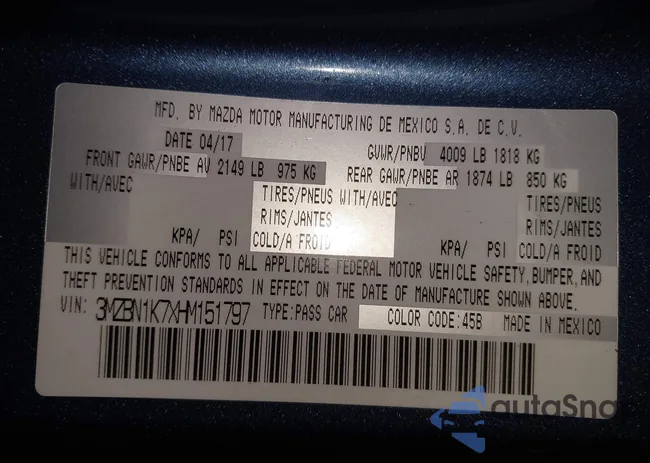 MFD. BY MAZDA MOTOR MANUFACTURING DE MEXICO S.A. DE C.V.
DATE 04/17 GVWR/PNBV 4009 LB 1818 KG
FRONT GAWR/PNBE AV 2149 LB 975 KG REAR GAWR/PNBE AR 1874 LB 850 KG
WITH/AVEC TIRES/PNEUS WITH/AVEC TIRES/PNEUS
RIMS/JANTES RIMS/JANTES
KPA/ PSI COLD/A FROID KPA/ PSI COLD/A FROID
THIS VEHICLE CONFORMS TO ALL APPLICABLE FEDERAL MOTOR VEHICLE SAFETY, BUMPER, AND
THEFT PREVENTION STANDARDS IN EFFECT ON THE DATE OF MANUFACTURE SHOWN ABOVE.
VIN: 3MZBN1K7XHM151797 TYPE:PASS CAR COLOR CODE:45B MADE IN MEXICO
autaSna